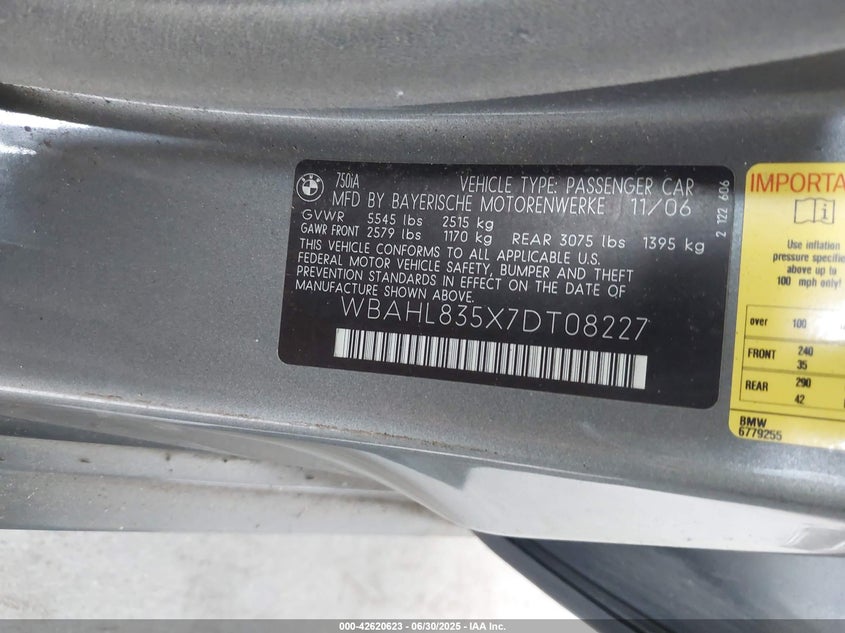 750iA
VEHICLE TYPE: PASSENGER CAR
MFD BY BAYERISCHE MOTORENWERKE 11/06
GVWR 5545 lbs 2515 kg
GAWR FRONT 2579 lbs 1170 kg REAR 3075 lbs 1395 kg
THIS VEHICLE CONFORMS TO ALL APPLICABLE U.S.
FEDERAL MOTOR VEHICLE SAFETY, BUMPER AND THEFT
PREVENTION STANDARDS IN EFFECT ON THE DATE OF
MANUFACTURE SHOWN ABOVE.
WBAHL835X7DT08227
2 122 606
IMPORTA
Use inflation
pressure specifie
above up to
100 mph only!
over 100
FRONT 240
35
REAR 290
42
BMW
6779255
000-42620623 - 06/30/2025 - IAA Inc.